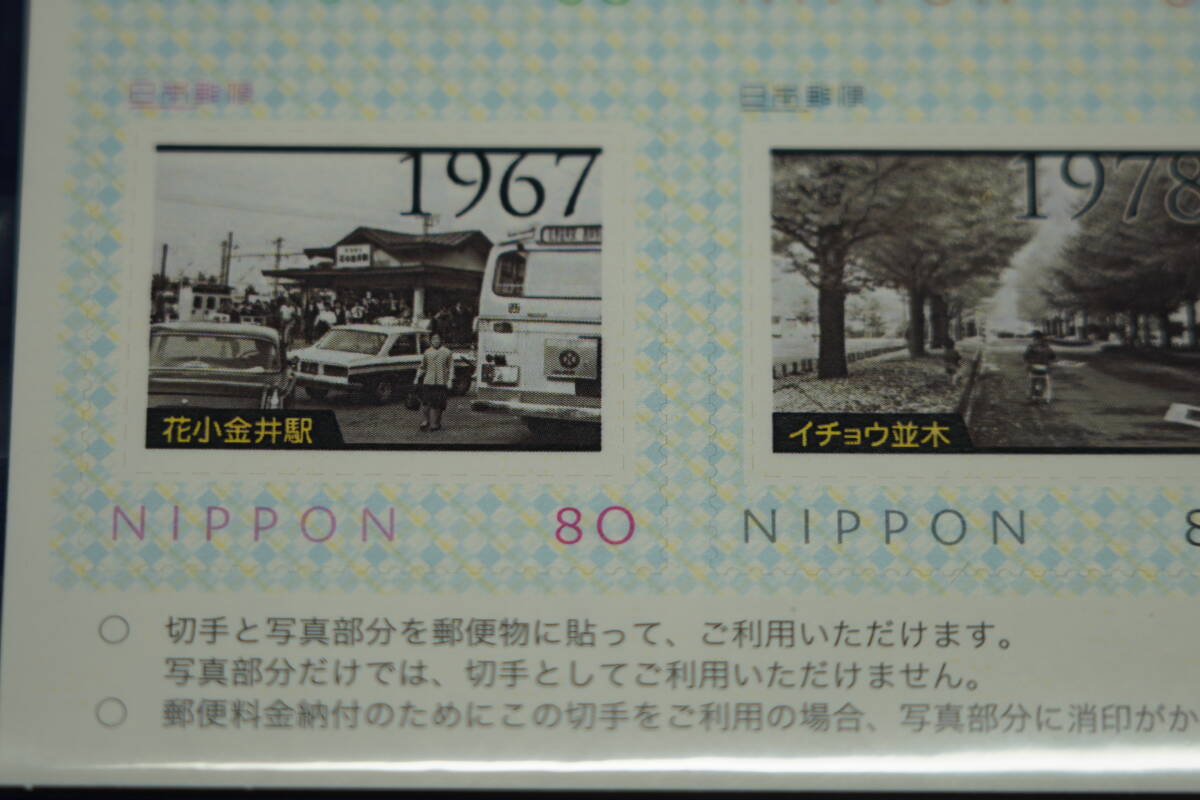 NIPPON
日本郵便
日本郵便
1967
花小金井駅
NIPPON 80
1978
イチョウ並木
NIPPON
○ 切手と写真部分を郵便物に貼って、ご利用いただけます。
写真部分だけでは、切手としてご利用いただけません。
○ 郵便料金納付のためにこの切手をご利用の場合、写真部分に消印がか